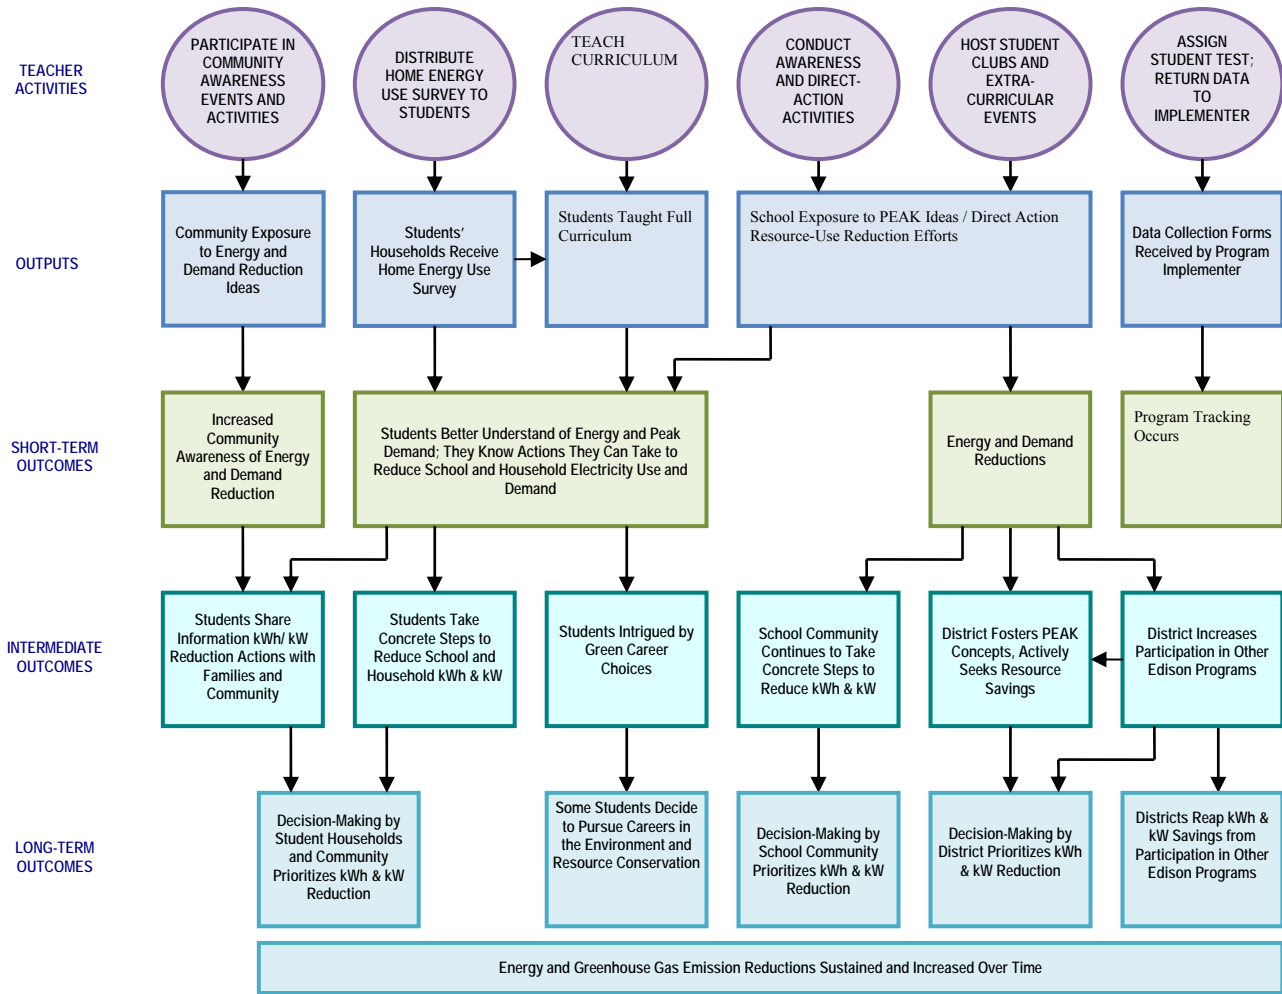 TEACHER
ACTIVITIES
PARTICIPATE IN
COMMUNITY
AWARENESS
EVENTS AND
ACTIVITIES
DISTRIBUTE
HOME ENERGY
USE SURVEY TO
STUDENTS
TEACH
CURRICULUM
CONDUCT
AWARENESS
AND DIRECT-
ACTION
ACTIVITIES
HOST STUDENT
CLUBS AND
EXTRA-
CURRICULAR
EVENTS
ASSIGN
STUDENT TEST;
RETURN DATA
TO
IMPLEMENTER
OUTPUTS
Community Exposure
to Energy and
Demand Reduction
Ideas
Students'
Households Receive
Home Energy Use
Survey
Students Taught Full
Curriculum
School Exposure to PEAK Ideas / Direct Action
Resource-Use Reduction Efforts
Data Collection Forms
Received by Program
Implementer
SHORT-TERM
OUTCOMES
Increased
Community
Awareness of Energy
and Demand
Reduction
Students Better Understand of Energy and Peak
Demand; They Know Actions They Can Take to
Reduce School and Household Electricity Use and
Demand
Energy and Demand
Reductions
Program Tracking
Occurs
INTERMEDIATE
OUTCOMES
Students Share
Information kWh/ kW
Reduction Actions with
Families and
Community
Students Take
Concrete Steps to
Reduce School and
Household kWh & kW
Students Intrigued by
Green Career
Choices
School Community
Continues to Take
Concrete Steps to
Reduce kWh & kW
District Fosters PEAK
Concepts, Actively
Seeks Resource
Savings
District Increases
Participation in Other
Edison Programs
LONG-TERM
OUTCOMES
Decision-Making by
Student Households
and Community
Prioritizes kWh & kW
Reduction
Some Students Decide
to Pursue Careers in
the Environment and
Resource Conservation
Decision-Making by
School Community
Prioritizes kWh & kW
Reduction
Decision-Making by
District Prioritizes kWh
& kW Reduction
Districts Reap kWh &
kW Savings from
Participation in Other
Edison Programs
Energy and Greenhouse Gas Emission Reductions Sustained and Increased Over Time